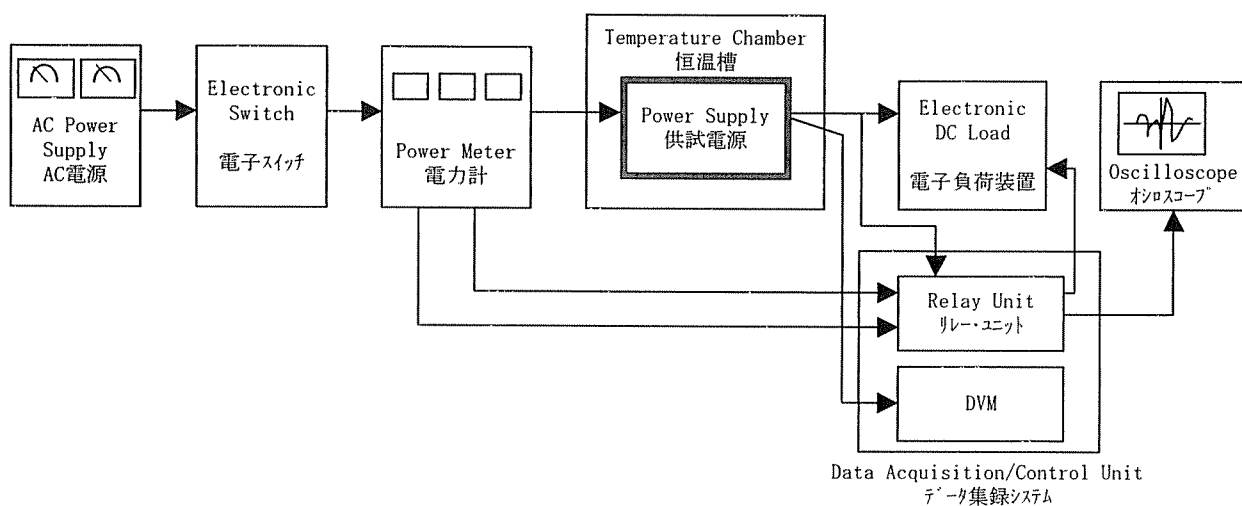 AC Power
Supply
AC電源
Electronic
Switch
電子ｽｲｯﾁ
Power Meter
電力計
Temperature Chamber
恒温槽
Power Supply
供試電源
Electronic
DC Load
電子負荷装置
Oscilloscope
ｵｼﾛｽｺｰﾌﾟ
Relay Unit
ﾘﾚｰ･ﾕﾆｯﾄ
DVM
Data Acquisition/Control Unit
ﾃﾞｰﾀ集録ｼｽﾃﾑ